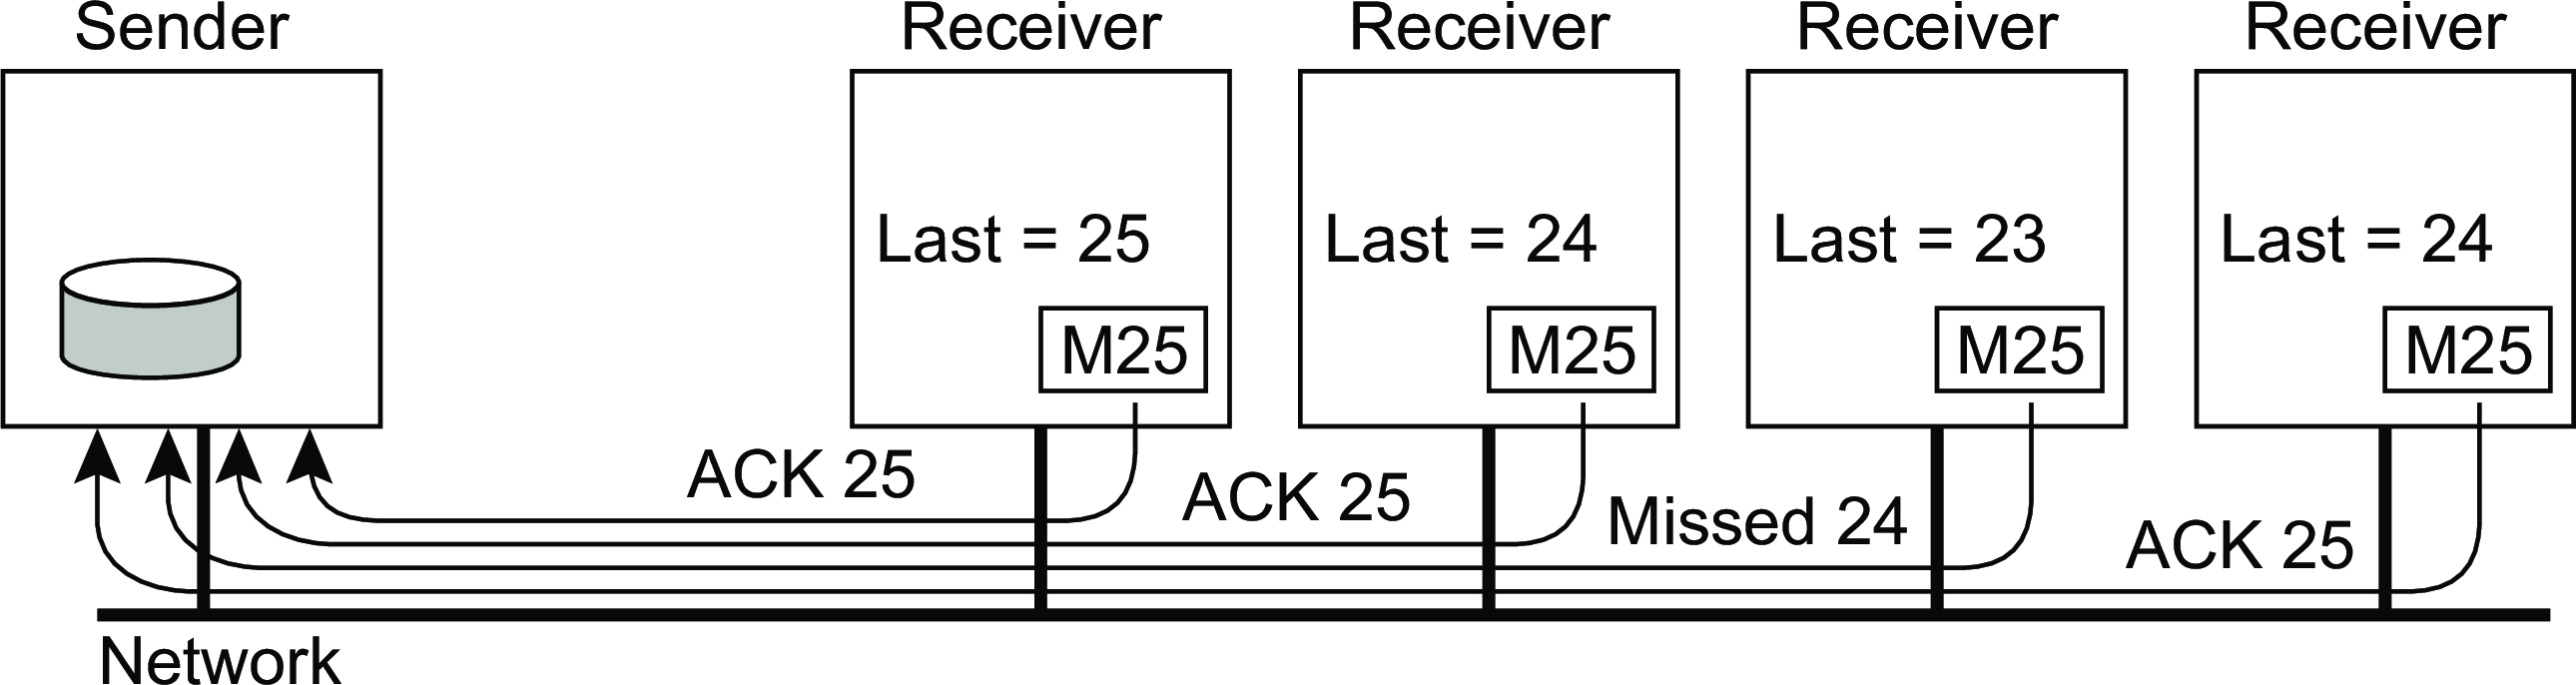 Sender
Receiver
Receiver
Receiver
Receiver
Last = 25
Last = 24
Last = 23
Last = 24
M25
M25
M25
M25
ACK 25
ACK 25
Missed 24
ACK 25
Network